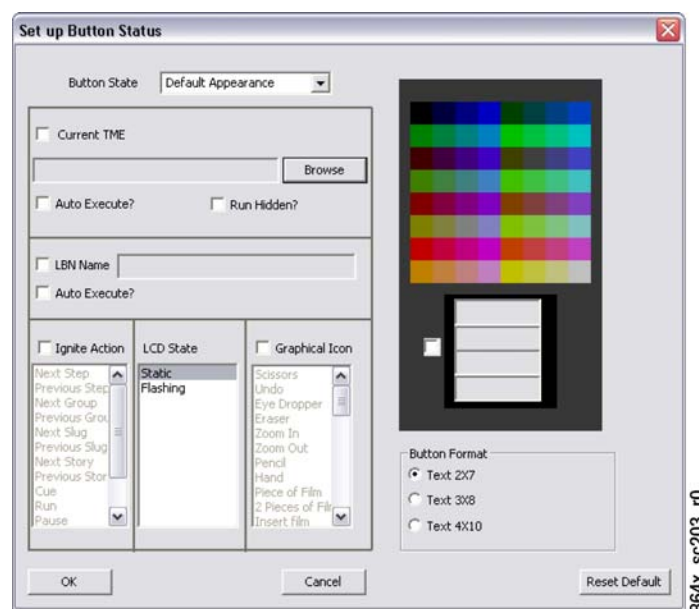 Set up Button Status
Button State Default Appearance
Current TME
Browse
Auto Execute? Run Hidden?
LBN Name
Auto Execute?
Ignite Action
Next Step
Previous Step
Next Group
Previous Grou
Next Slug
Previous Slug
Next Story
Previous Stor
Cue
Run
Pause
LCD State
Static
Flashing
Graphical Icon
Scissors
Undo
Eye Dropper
Eraser
Zoom In
Zoom Out
Pencil
Hand
Piece of Film
2 Pieces of Film
Insert film
Button Format
Text 2X7
Text 3X8
Text 4X10
OK Cancel Reset Default
864x_sc203_r0